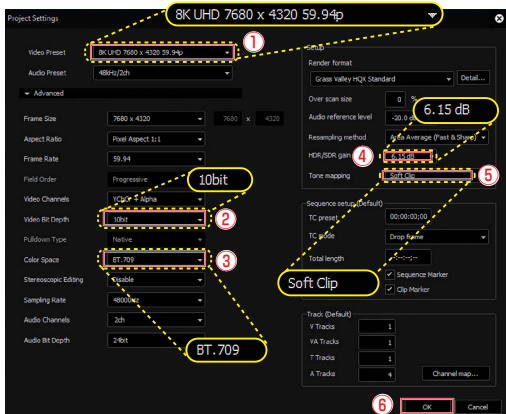 8K UHD 7680 x 4320 59.94p
Project Settings
①
Video Preset 8K UHD 7680 x 4320 59.94p
Audio Preset 48kHz/2ch
Advanced
Frame Size 7680 x 4320 7680 x 4320
Aspect Ratio Pixel Aspect 1:1
Frame Rate 59.94
Field Order Progressive
10bit
Video Channels YCbCr + Alpha
Video Bit Depth 10bit
②
Pulldown Type Native
③
Color Space BT.709
Stereoscopic Editing Disable
Sampling Rate 48000Hz
Audio Channels 2ch
BT.709
Audio Bit Depth 24bit
Setup
Render format
Grass Valley HQX Standard Detail...
Over scan size 0 %
6.15 dB
Audio reference level -20.0
Resampling method Area Average (Fast & Sharp)
④
HDR/SDR gain 6.15 dB
Tone mapping Soft Clip
⑤
Sequence setup (Default)
TC preset 00:00:00;00
TC mode Drop frame
Total length --:--:--;--
Soft Clip
Sequence Marker
Clip Marker
Track (Default)
V Tracks 1
VA Tracks 1
T Tracks 1
A Tracks 4 Channel map...
⑥
OK Cancel